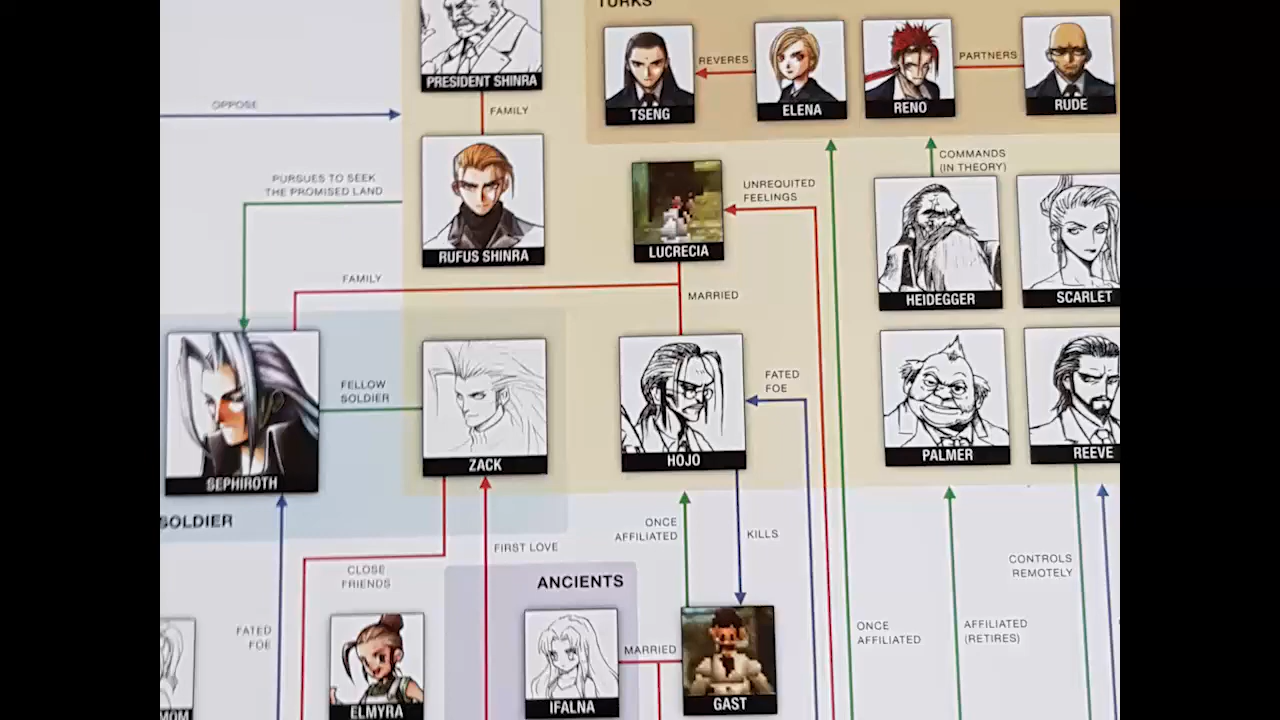 TURKS
PRESIDENT SHINRA
REVERES
PARTNERS
TSENG
ELENA
RENO
RUDE
OPPOSE
FAMILY
COMMANDS
(IN THEORY)
PURSUES TO SEEK
THE PROMISED LAND
UNREQUITED
FEELINGS
RUFUS SHINRA
LUCRECIA
HEIDEGGER
SCARLET
FAMILY
MARRIED
FELLOW
SOLDIER
FATED
FOE
SEPHIROTH
ZACK
HOJO
PALMER
REEVE
SOLDIER
ONCE
AFFILIATED
KILLS
FIRST LOVE
CLOSE
FRIENDS
ANCIENTS
CONTROLS
REMOTELY
FATED
FOE
ONCE
AFFILIATED
AFFILIATED
(RETIRES)
MARRIED
MOM
ELMYRA
IFALNA
GAST